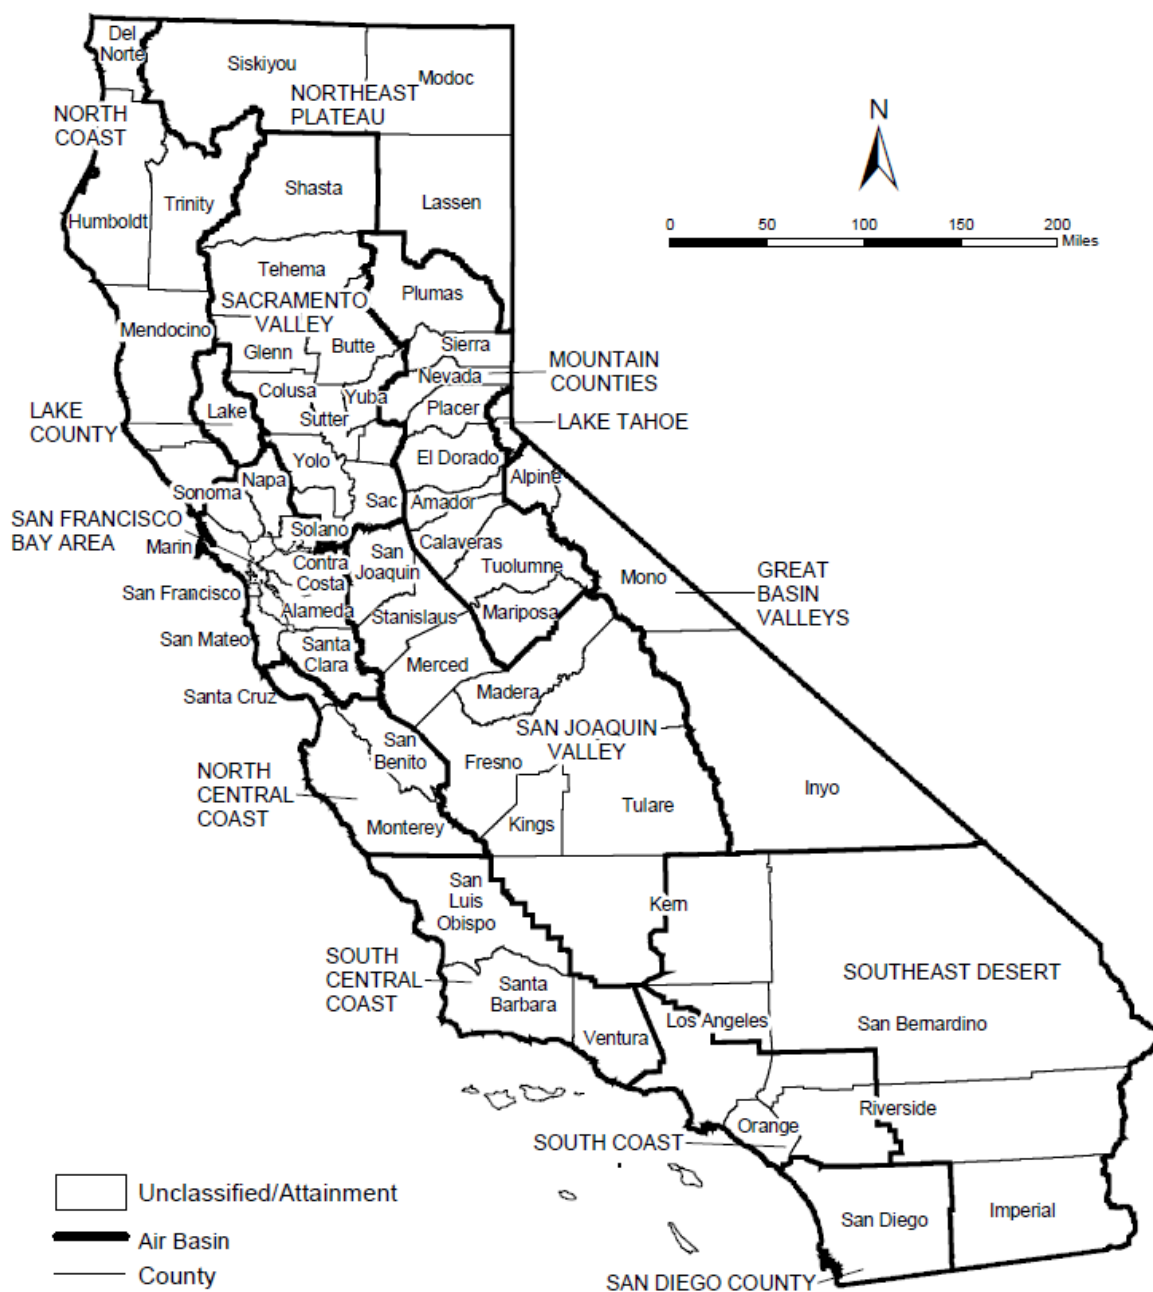 Del
Norte
Siskiyou
Modoc
NORTHEAST
PLATEAU
NORTH
COAST
N
Shasta
Trinity
Lassen
Humboldt
0 50 100 150 200
Miles
Tehema
Plumas
SACRAMENTO
VALLEY
Mendocino
Butte
Sierra
Glenn
MOUNTAIN
COUNTIES
Nevada
Colusa
Yuba
Placer
LAKE
COUNTY
Lake
Sutter
LAKE TAHOE
Yolo
El Dorado
Alpine
Napa
Sonoma
Sac
Amador
SAN FRANCISCO
BAY AREA
Solano
Marin
Calaveras
San
Joaquin
Contra
Costa
Tuolumne
Mono
GREAT
BASIN
VALLEYS
San Francisco
Alameda
Stanislaus
Mariposa
San Mateo
Santa
Clara
Merced
Madera
Santa Cruz
SAN JOAQUIN
VALLEY
San
Benito
Fresno
NORTH
CENTRAL
COAST
Inyo
Tulare
Monterey
Kings
San
Luis
Obispo
Kern
SOUTH
CENTRAL
COAST
Santa
Barbara
SOUTHEAST DESERT
Los Angeles
San Bernardino
Ventura
Riverside
Orange
SOUTH COAST
San Diego
Imperial
SAN DIEGO COUNTY
Unclassified/Attainment
Air Basin
County